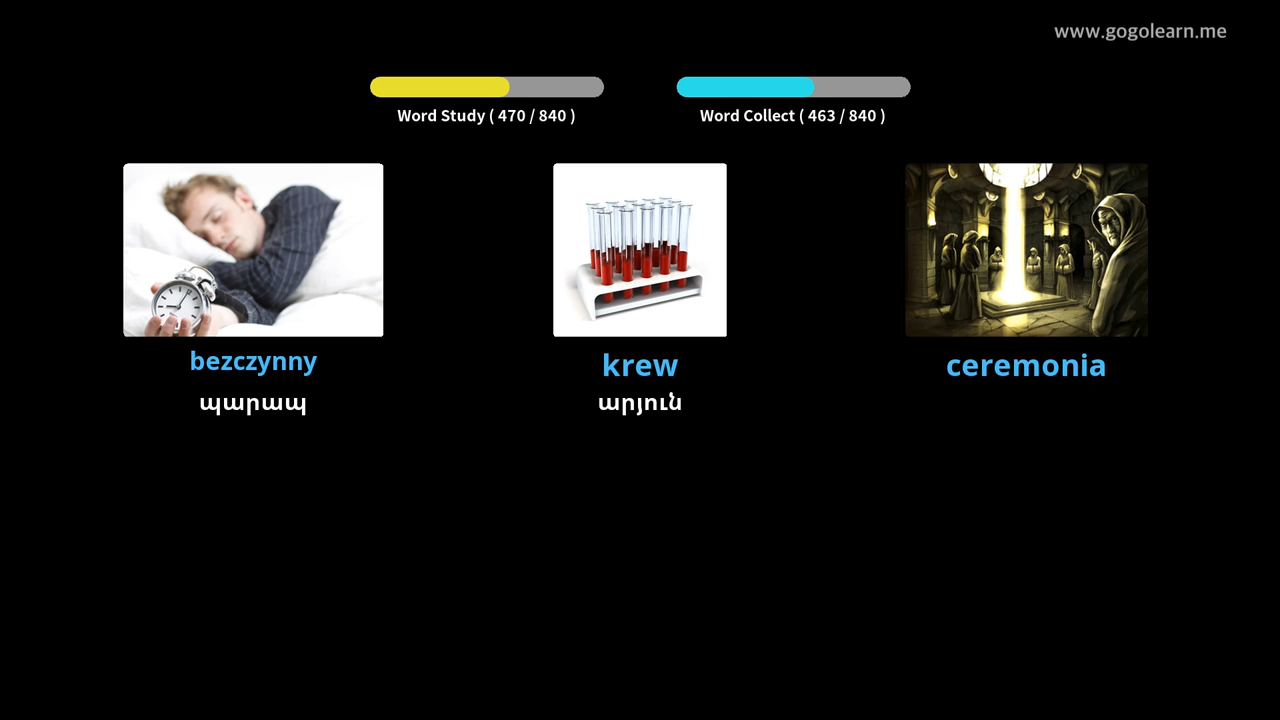 www.gogolearn.me
Word Study ( 470 / 840 )
Word Collect ( 463 / 840 )
bezczynny
krew
ceremonia
պարապ
արյուն